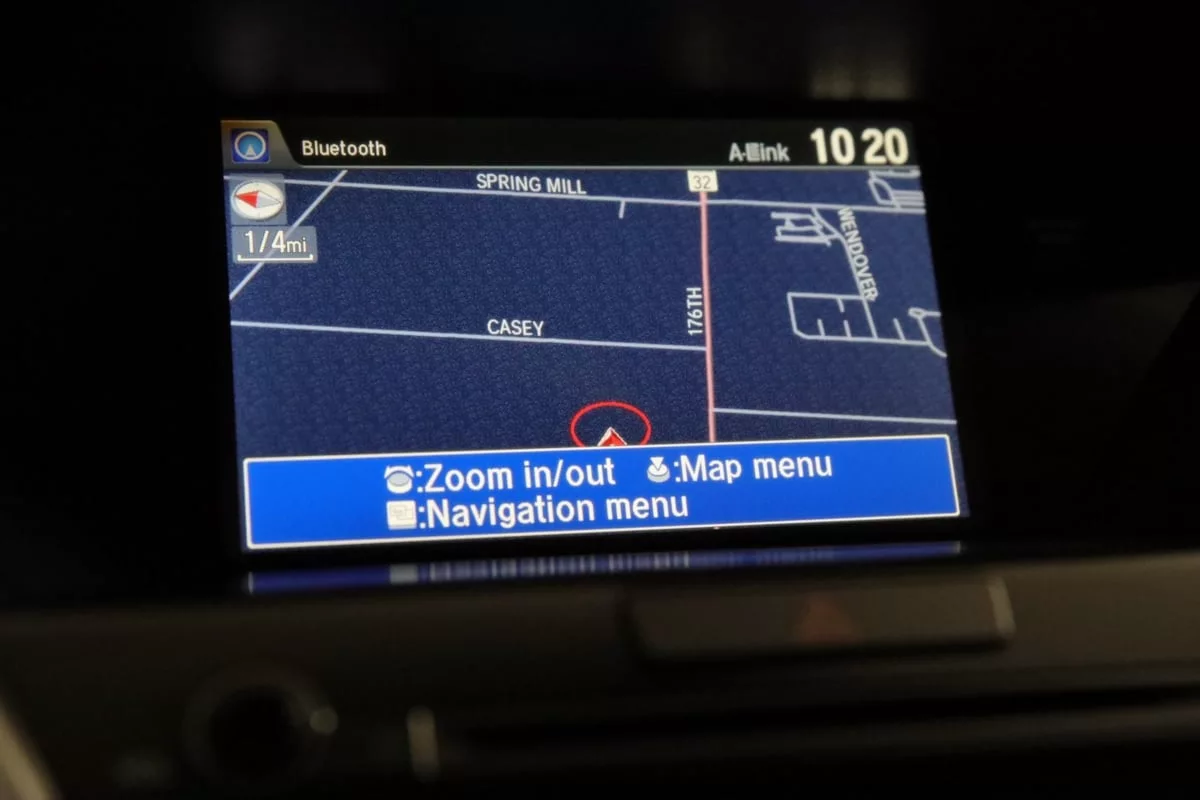 Bluetooth
A-Link
10 20
SPRING MILL
32
1/4mi
WENDOVER
176TH
CASEY
:Zoom in/out :Map menu
:Navigation menu